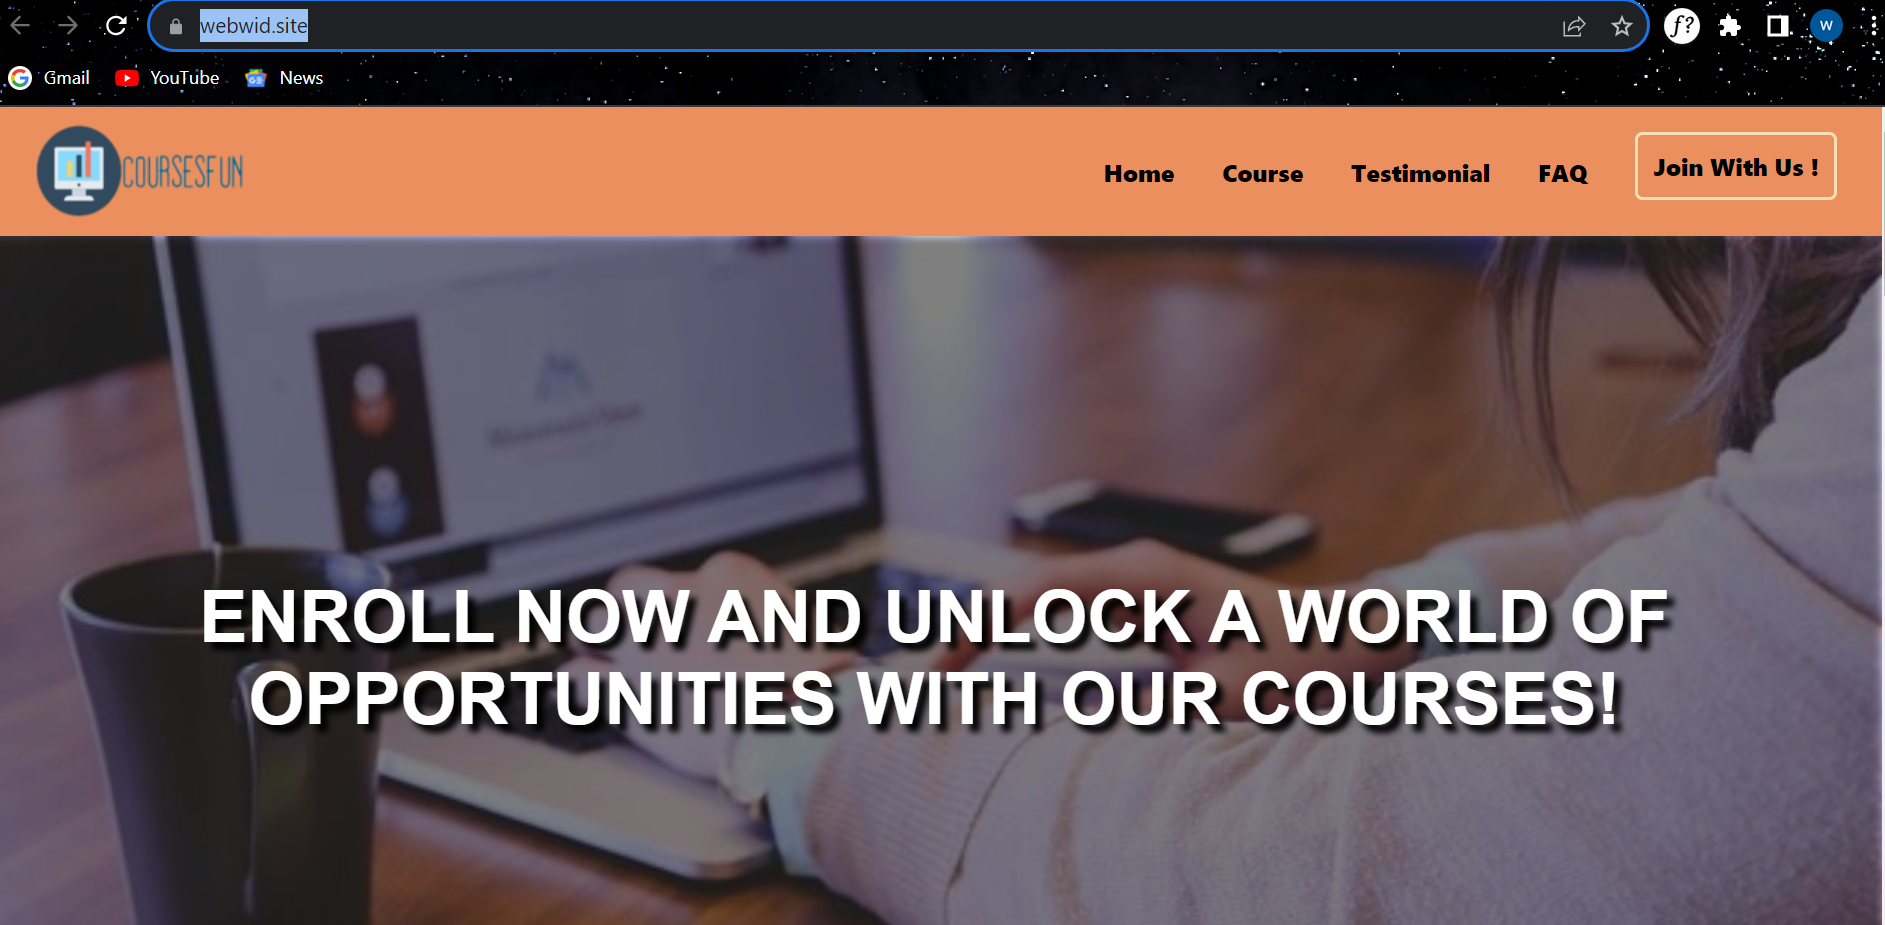 webwid.site
W
Gmail
YouTube
News
COURSESFUN
Home
Course
Testimonial
FAQ
Join With Us !
ENROLL NOW AND UNLOCK A WORLD OF
OPPORTUNITIES WITH OUR COURSES!